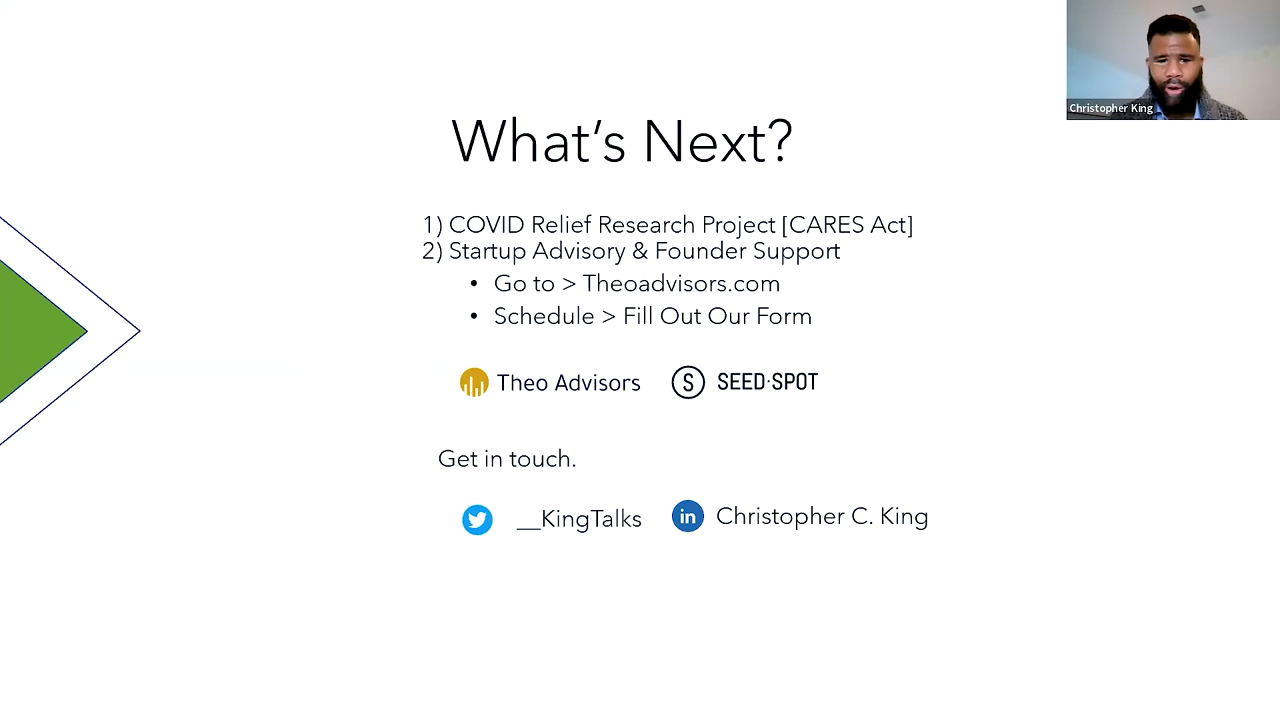 Christopher King
What's Next?
1) COVID Relief Research Project [CARES Act]
2) Startup Advisory & Founder Support
• Go to > Theoadvisors.com
• Schedule > Fill Out Our Form
Theo Advisors
S SEED·SPOT
Get in touch.
__KingTalks
in Christopher C. King